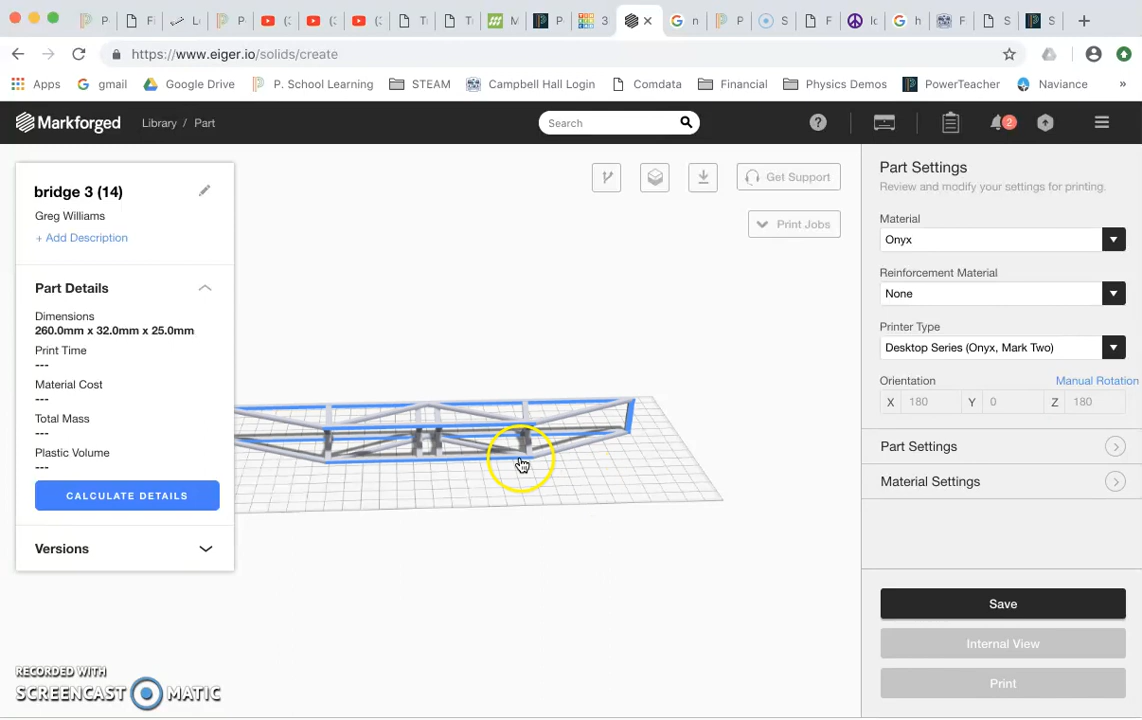 P
Fi
L
P
(
(
(
T
T
M
P
3
n
P
S
F
Io
h
F
S
S
https://www.eiger.io/solids/create
Apps gmail Google Drive P. School Learning STEAM Campbell Hall Login Comdata Financial Physics Demos PowerTeacher Naviance »
Markforged Library / Part Search ? 2
bridge 3 (14)
Greg Williams
+ Add Description
Part Details
Dimensions
260.0mm x 32.0mm x 25.0mm
Print Time
---
Material Cost
---
Total Mass
---
Plastic Volume
---
CALCULATE DETAILS
Versions
Get Support
Print Jobs
Part Settings
Review and modify your settings for printing.
Material
Onyx
Reinforcement Material
None
Printer Type
Desktop Series (Onyx, Mark Two)
Orientation Manual Rotation
X 180 Y 0 Z 180
Part Settings
Material Settings
Save
Internal View
Print
RECORDED WITH
SCREENCAST MATIC